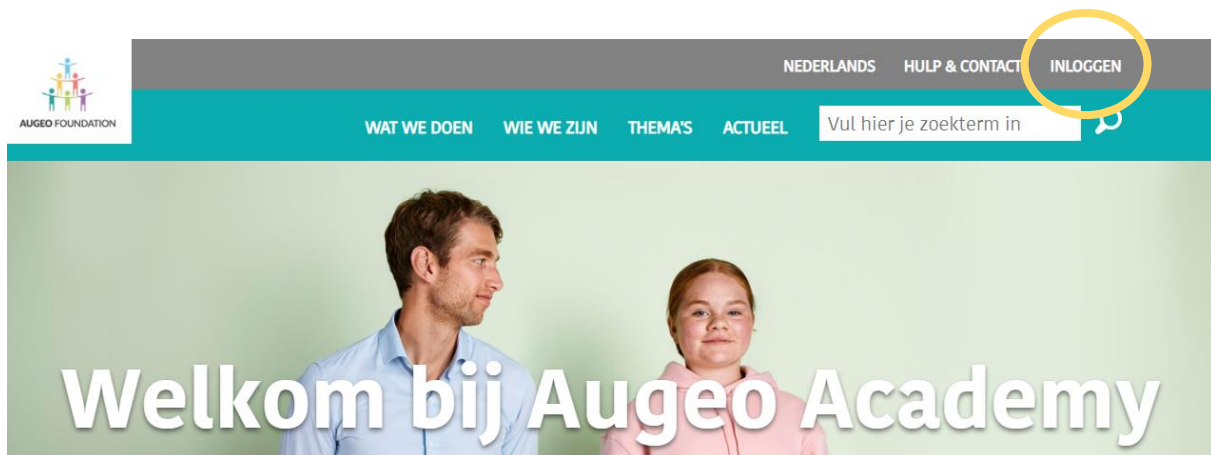 NEDERLANDS HULP & CONTACT INLOGGEN
AUGEO FOUNDATION
WAT WE DOEN WIE WE ZIJN THEMA'S ACTUEEL Vul hier je zoekterm in
Welkom bij Augeo Academy